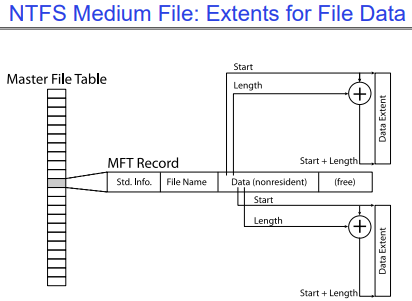 NTFS Medium File: Extents for File Data
Start
Master File Table
Length
Data Extent
Start + Length
MFT Record
Std. Info.
File Name
Data (nonresident)
(free)
Start
Length
Data Extent
Start + Length